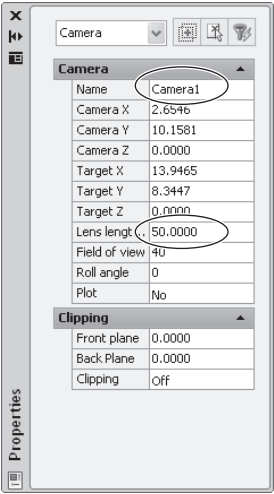 Camera
Camera
Name Camera1
Camera X 2.6546
Camera Y 10.1581
Camera Z 0.0000
Target X 13.9465
Target Y 8.3447
Target Z 0.0000
Lens lengt... 50.0000
Field of view 40
Roll angle 0
Plot No
Clipping
Front plane 0.0000
Back Plane 0.0000
Clipping Off
Properties